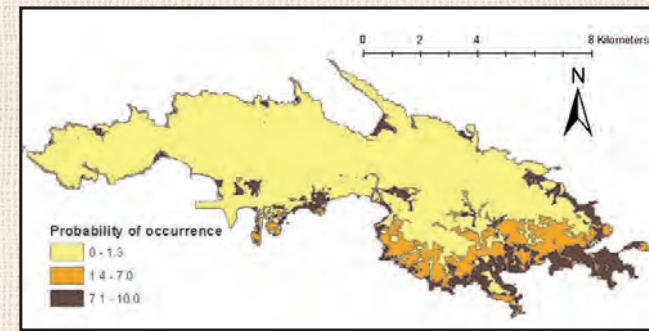 0 2 4 8 Kilometers
N
Probability of occurrence
0 - 1.3
1.4 - 7.0
7.1 - 10.0